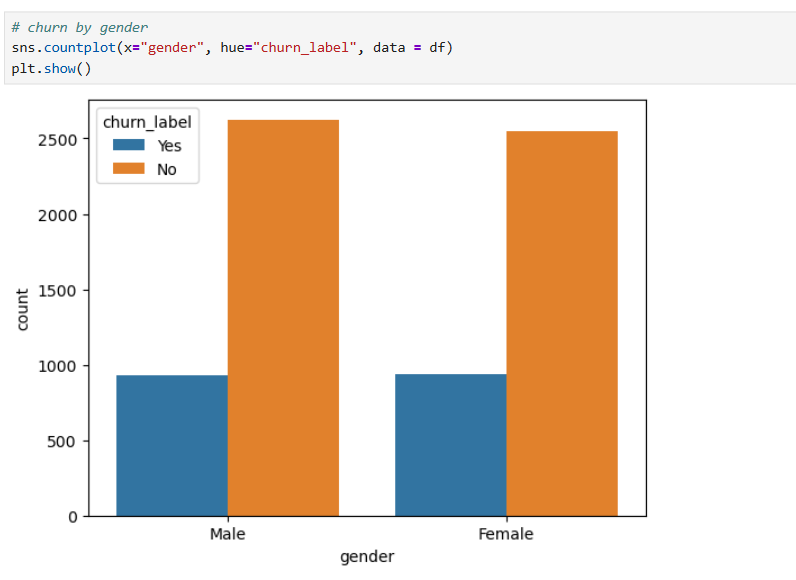 # churn by gender
sns.countplot(x="gender", hue="churn_label", data = df)
plt.show()
churn_label
Yes
No
2500
2000
1500
1000
500
0
count
Male Female
gender